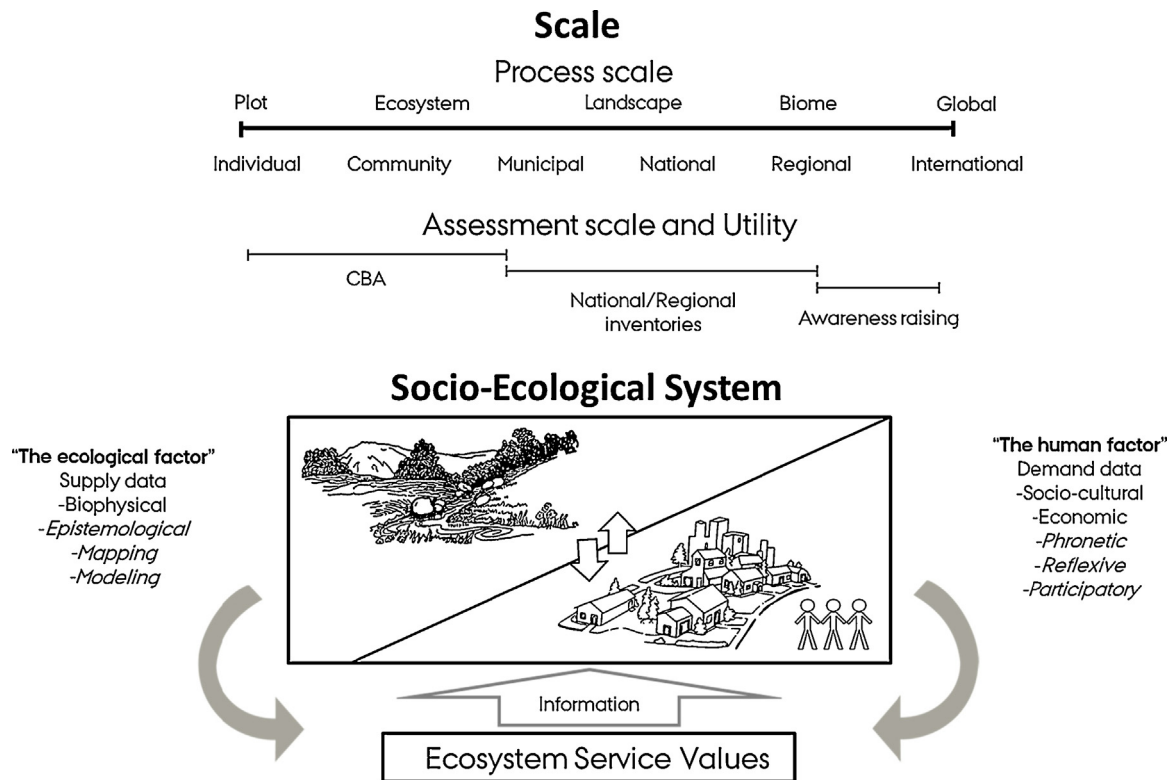 Scale
Process scale
Plot Ecosystem Landscape Biome Global
Individual Community Municipal National Regional International
Assessment scale and Utility
CBA
National/Regional
inventories
Awareness raising
Socio-Ecological System
"The ecological factor"
Supply data
-Biophysical
-Epistemological
-Mapping
-Modeling
"The human factor"
Demand data
-Socio-cultural
-Economic
-Phronetic
-Reflexive
-Participatory
Information
Ecosystem Service Values